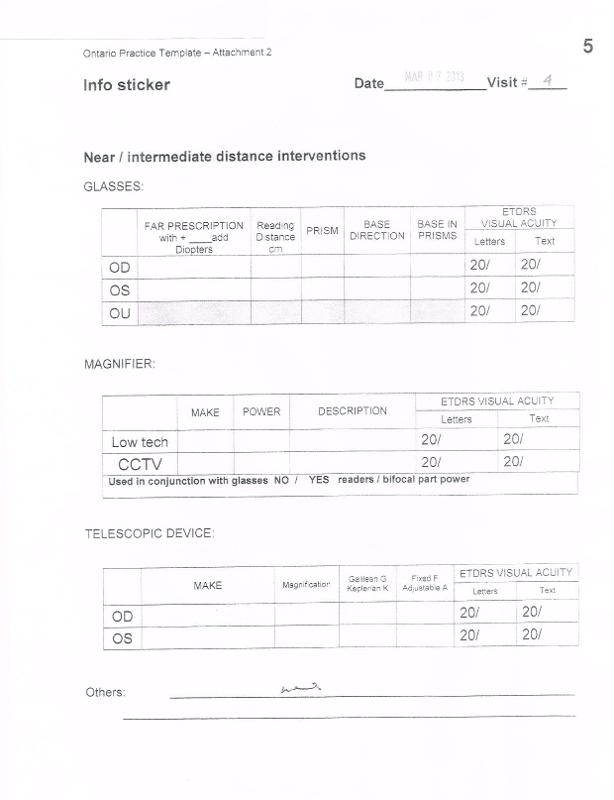 5
Ontario Practice Template – Attachment 2
Info sticker Date MAR 2013 Visit # 4
Near / intermediate distance interventions
GLASSES:
FAR PRESCRIPTION with + ____add Diopters Reading Distance cm PRISM BASE DIRECTION BASE IN PRISMS ETDRS VISUAL ACUITY Letters Text
OD 20/ 20/
OS 20/ 20/
OU 20/ 20/
MAGNIFIER:
MAKE POWER DESCRIPTION ETDRS VISUAL ACUITY Letters Text
Low tech 20/ 20/
CCTV 20/ 20/
Used in conjunction with glasses NO / YES readers / bifocal part power
TELESCOPIC DEVICE:
MAKE Magnification Galilean G Keplerian K Fixed F Adjustable A ETDRS VISUAL ACUITY Letters Text
OD 20/ 20/
OS 20/ 20/
Others: